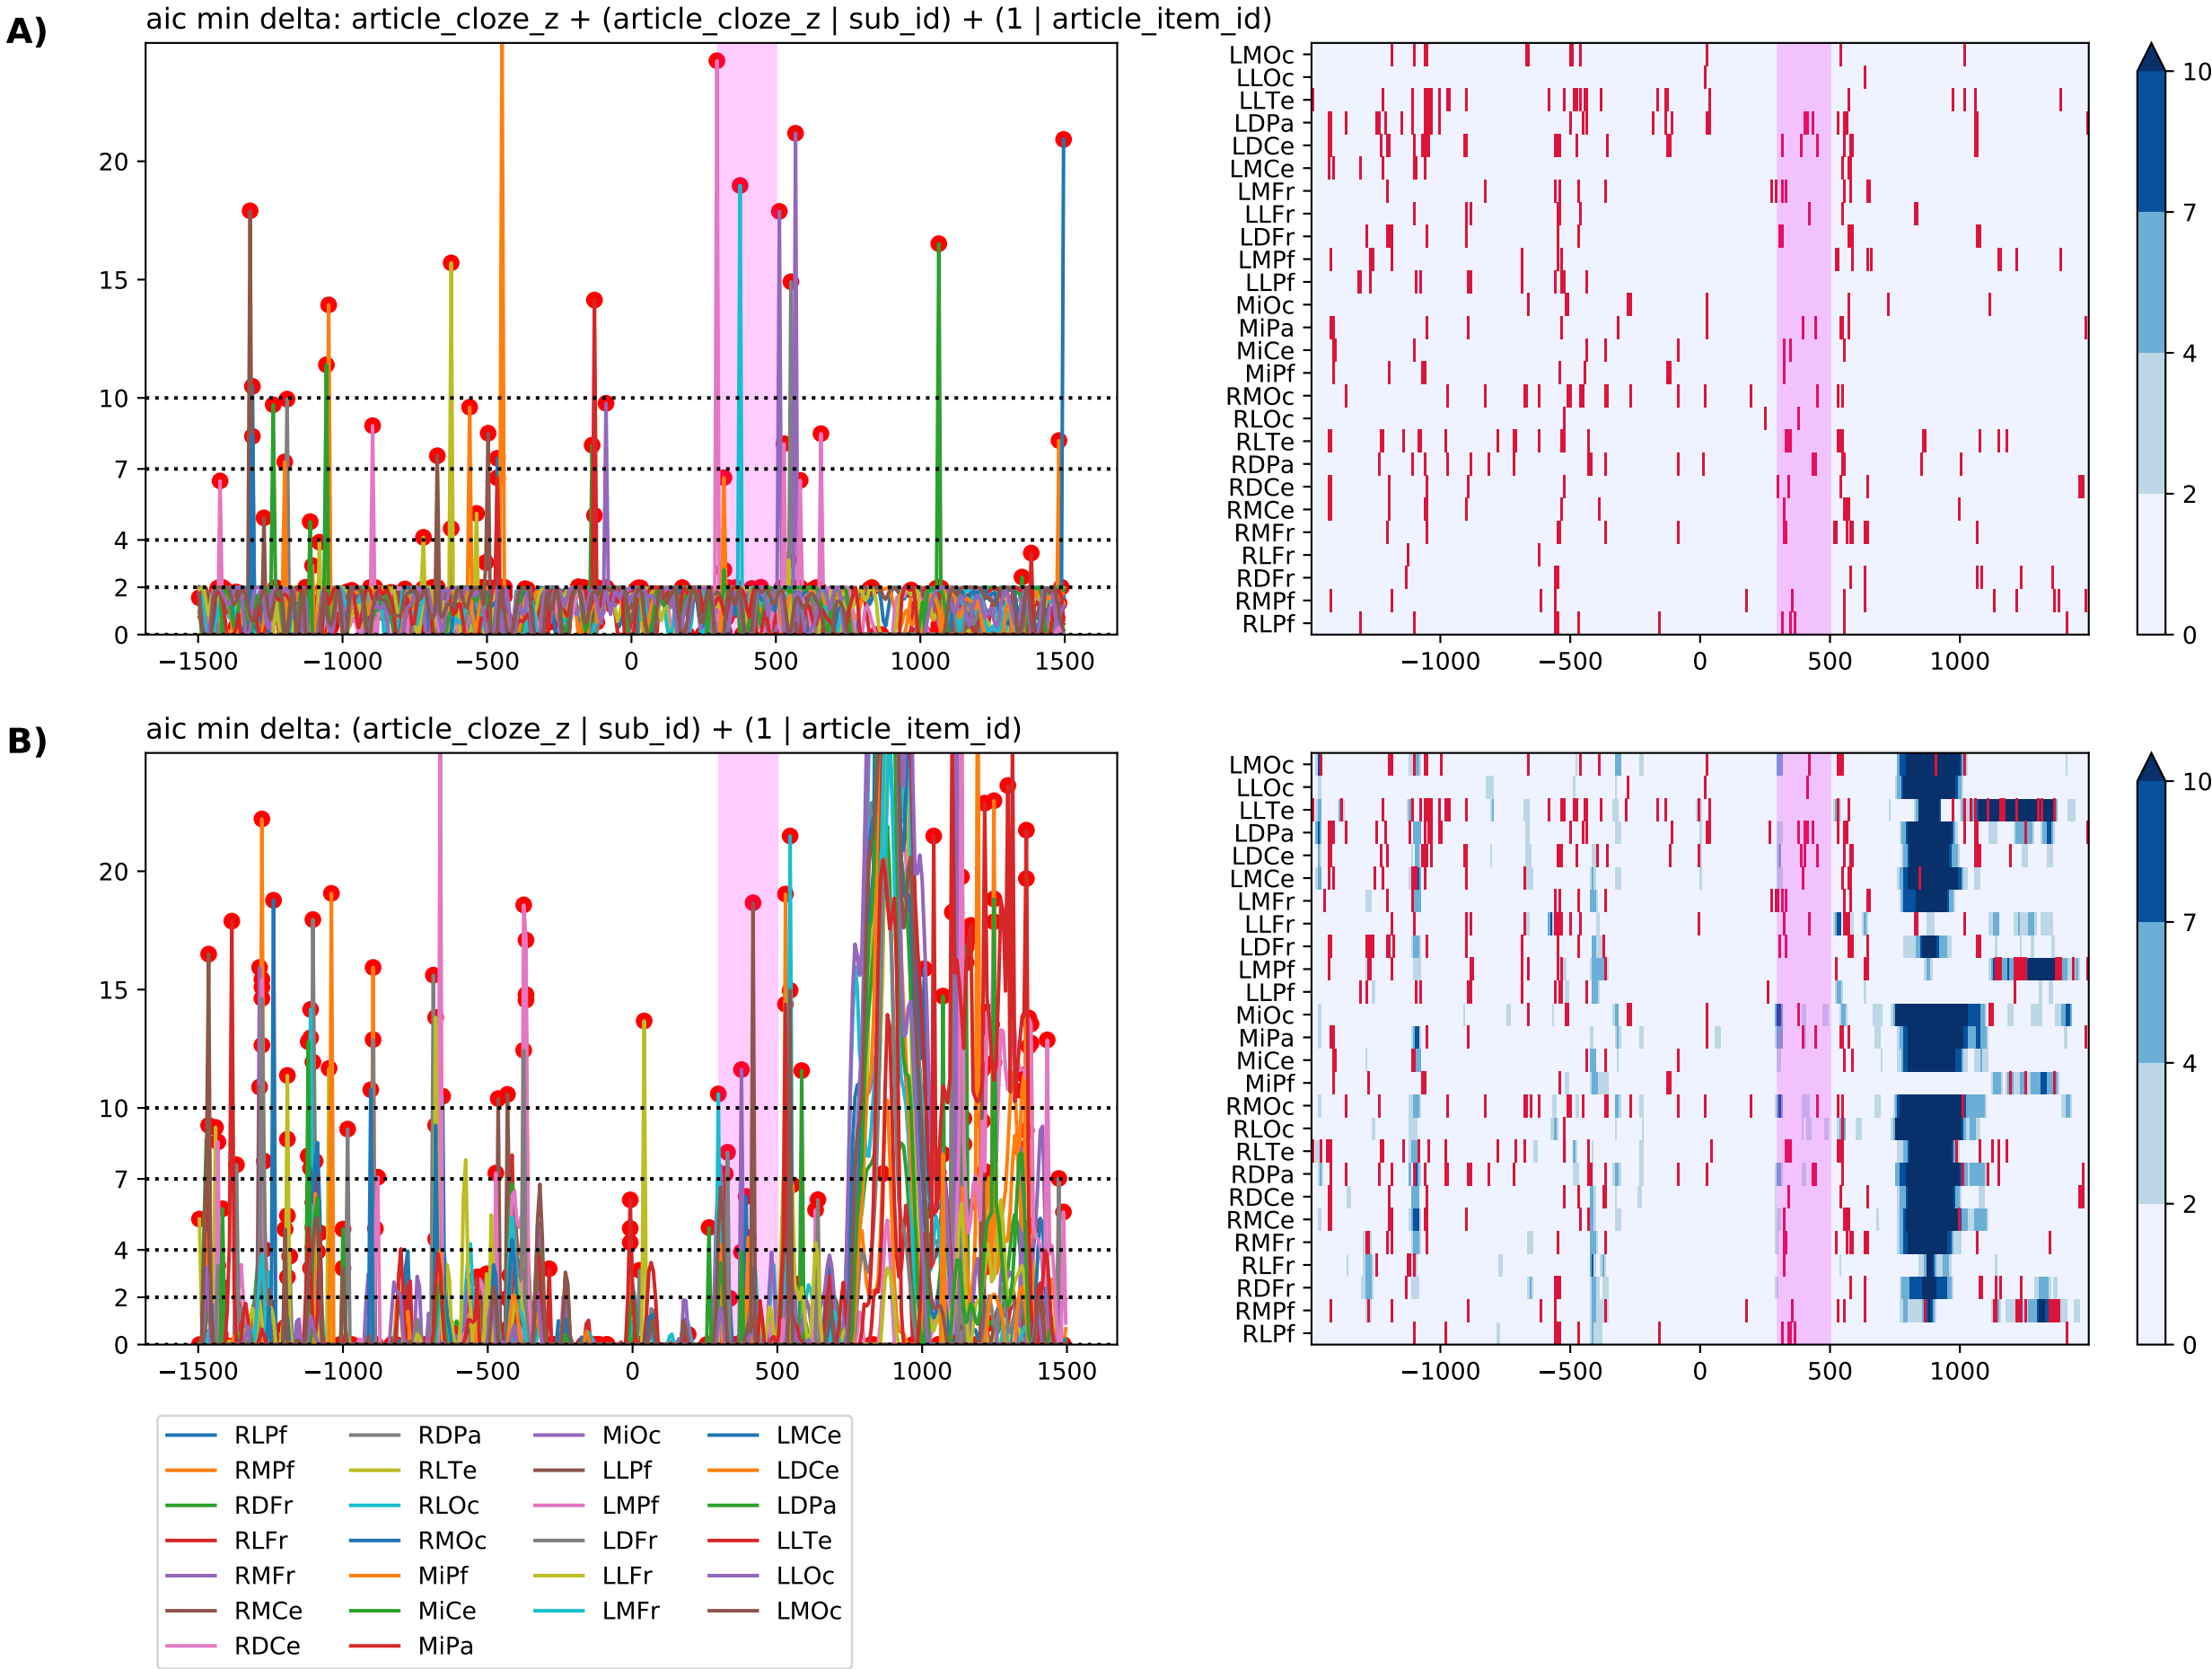 A)
aic min delta: article_cloze_z + (article_cloze_z | sub_id) + (1 | article_item_id)
20
15
10
7
4
2
0
−1500
−1000
−500
0
500
1000
1500
LMOc
LLOc
LLTe
LDPa
LDCe
LMCe
LMFr
LLFr
LDFr
LMPf
LLPf
MiOc
MiPa
MiCe
MiPf
RMOc
RLOc
RLTe
RDPa
RDCe
RMCe
RMFr
RLFr
RDFr
RMPf
RLPf
−1000
−500
0
500
1000
10
7
4
2
0
B)
aic min delta: (article_cloze_z | sub_id) + (1 | article_item_id)
20
15
10
7
4
2
0
−1500
−1000
−500
0
500
1000
1500
LMOc
LLOc
LLTe
LDPa
LDCe
LMCe
LMFr
LLFr
LDFr
LMPf
LLPf
MiOc
MiPa
MiCe
MiPf
RMOc
RLOc
RLTe
RDPa
RDCe
RMCe
RMFr
RLFr
RDFr
RMPf
RLPf
−1000
−500
0
500
1000
10
7
4
2
0
RLPf
RMPf
RDFr
RLFr
RMFr
RMCe
RDCe
RDPa
RLTe
RLOc
RMOc
MiPf
MiCe
MiPa
MiOc
LLPf
LMPf
LDFr
LLFr
LMFr
LMCe
LDCe
LDPa
LLTe
LLOc
LMOc